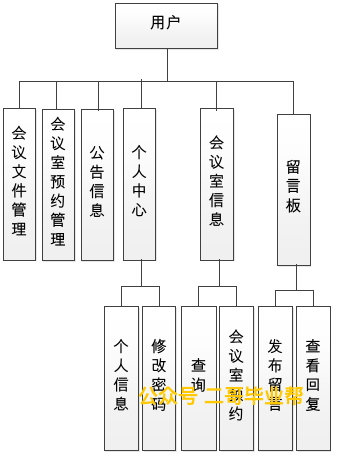 用户
会议文件管理
会议室预约管理
公告信息
个人中心
会议室信息
留言板
个人信息
修改密码
查询
会议室预约
发布留言
查看回复
公众号 二哥毕业帮